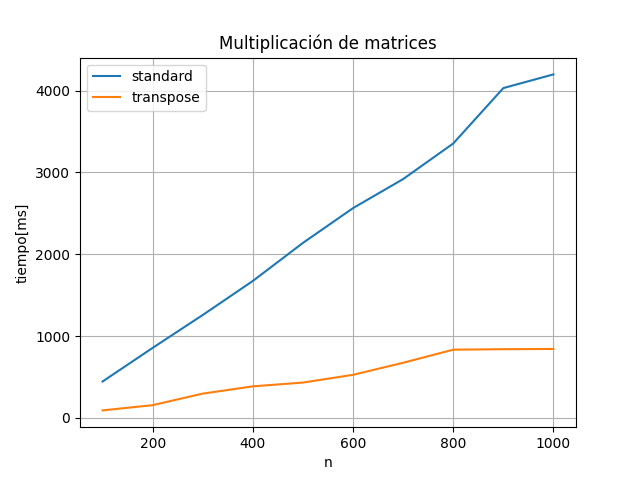 Multiplicación de matrices
standard
transpose
tiempo[ms]
4000
3000
2000
1000
0
200 400 600 800 1000
n